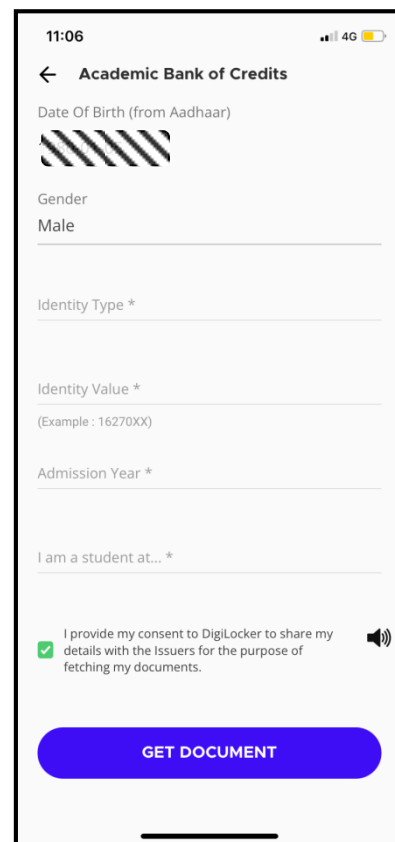 11:06
4G
Academic Bank of Credits
Date Of Birth (from Aadhaar)
Gender
Male
Identity Type *
Identity Value *
(Example : 16270XX)
Admission Year *
I am a student at... *
I provide my consent to DigiLocker to share my
details with the Issuers for the purpose of
fetching my documents.
GET DOCUMENT